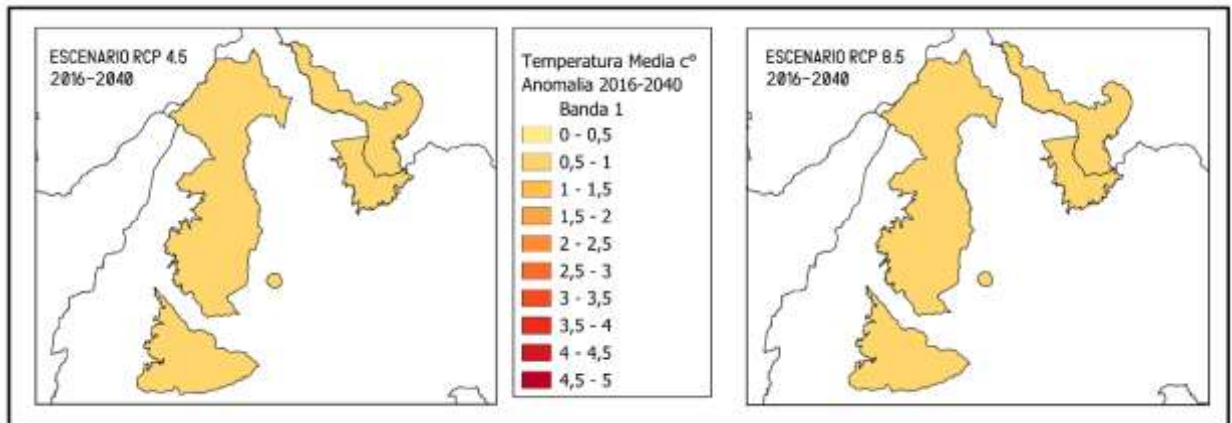 ESCENARIO RCP 4.5
2016-2040
Temperatura Media c°
Anomalia 2016-2040
Banda 1
0 - 0,5
0,5 - 1
1 - 1,5
1,5 - 2
2 - 2,5
2,5 - 3
3 - 3,5
3,5 - 4
4 - 4,5
4,5 - 5
ESCENARIO RCP 8.5
2016-2040